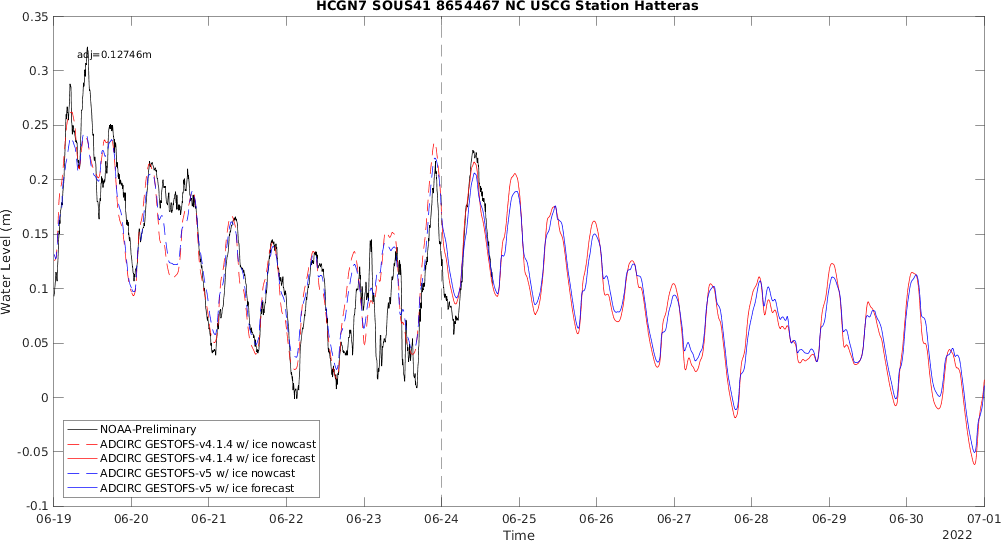 HCGN7 SOUS41 8654467 NC USCG Station Hatteras
adj=0.12746m
0.35
0.3
0.25
0.2
0.15
0.1
0.05
0
-0.05
-0.1
Water Level (m)
NOAA-Preliminary
ADCIRC GESTOFS-v4.1.4 w/ ice nowcast
ADCIRC GESTOFS-v4.1.4 w/ ice forecast
ADCIRC GESTOFS-v5 w/ ice nowcast
ADCIRC GESTOFS-v5 w/ ice forecast
06-19 06-20 06-21 06-22 06-23 06-24 06-25 06-26 06-27 06-28 06-29 06-30 07-01
Time
2022